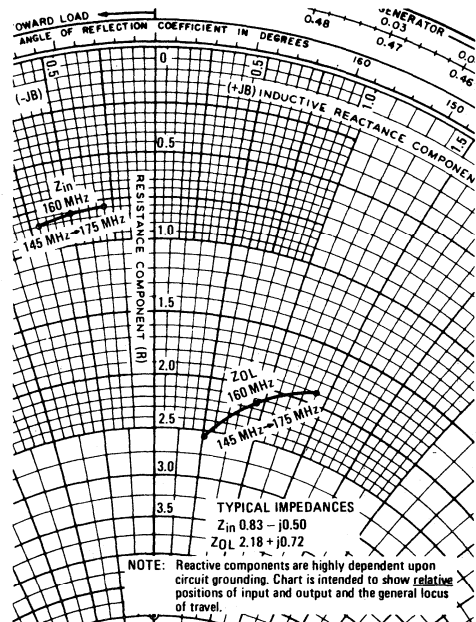 OWARD LOAD
ANGLE OF REFLECTION COEFFICIENT IN DEGREES
GENERATOR
0.48
0.03
0.47
0.46
160
150
0.5
0
0.5
1.0
1.5
(-JB)
(+JB) INDUCTIVE REACTANCE COMPONEN
0.5
Zin
160 MHz
145 MHz 175 MHz
RESISTANCE COMPONENT (R)
1.0
1.5
2.0
ZOL
160 MHz
145 MHz 175 MHz
2.5
3.0
3.5
TYPICAL IMPEDANCES
Zin 0.83 – j0.50
ZOL 2.18 + j0.72
NOTE: Reactive components are highly dependent upon
circuit grounding. Chart is intended to show relative
positions of input and output and the general locus
of travel.